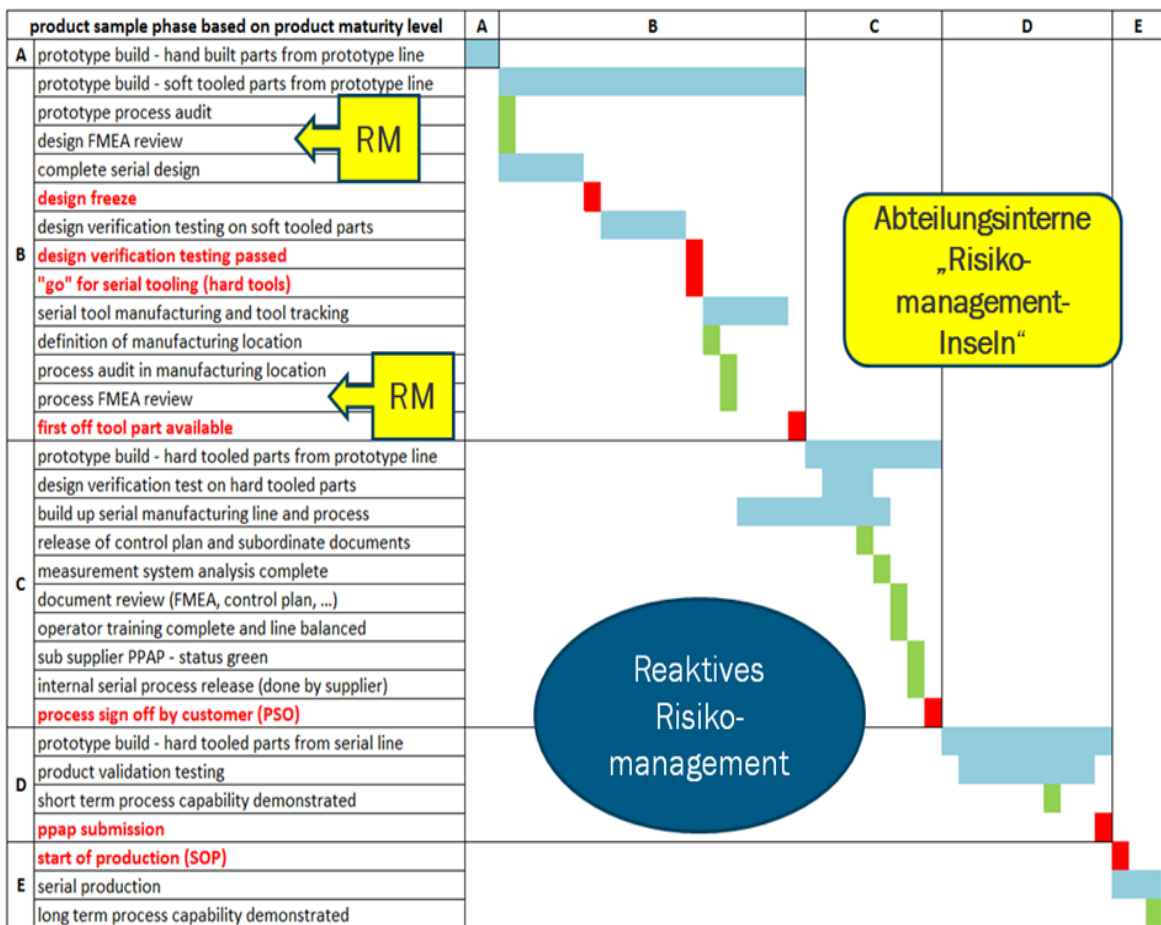 product sample phase based on product maturity level A B C D E
A prototype build - hand built parts from prototype line
prototype build - soft tooled parts from prototype line
prototype process audit
design FMEA review
RM
complete serial design
design freeze
design verification testing on soft tooled parts
B design verification testing passed
"go" for serial tooling (hard tools)
serial tool manufacturing and tool tracking
definition of manufacturing location
process audit in manufacturing location
process FMEA review
RM
first off tool part available
Abteilungsinterne
„Risiko-
management-
Inseln“
prototype build - hard tooled parts from prototype line
design verification test on hard tooled parts
build up serial manufacturing line and process
release of control plan and subordinate documents
measurement system analysis complete
C
document review (FMEA, control plan, ...)
operator training complete and line balanced
sub supplier PPAP - status green
internal serial process release (done by supplier)
process sign off by customer (PSO)
Reaktives
Risiko-
management
prototype build - hard tooled parts from serial line
product validation testing
D
short term process capability demonstrated
ppap submission
start of production (SOP)
E serial production
long term process capability demonstrated